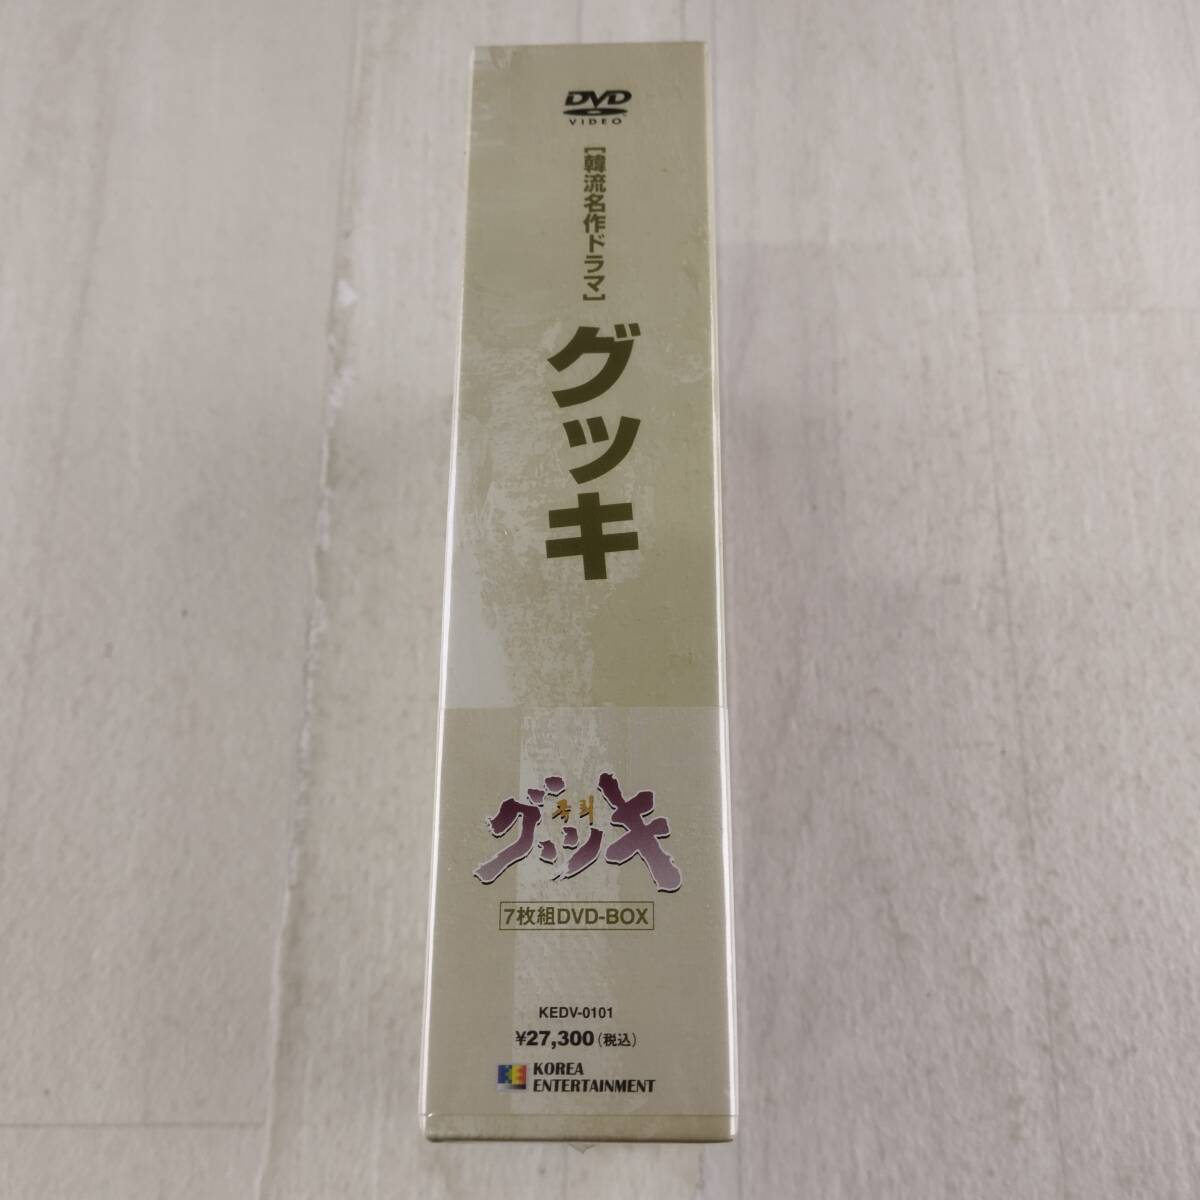 DVD
VIDEO
［韓流名作ドラマ］
グッキ
국희
グッキ
7枚組DVD-BOX
KEDV-0101
¥27,300(税込)
KE
KOREA
ENTERTAINMENT